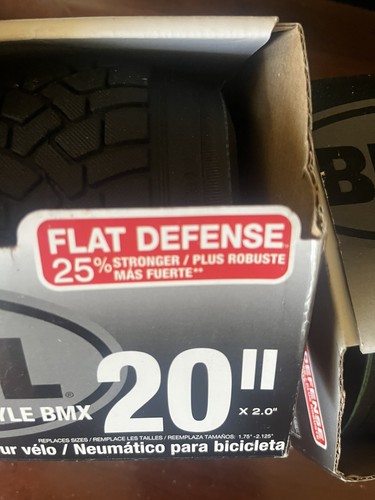 FLAT DEFENSE™
25% STRONGER / PLUS ROBUSTE
MÁS FUERTE**
L®
YLE BMX
20" X 2.0"
REPLACES SIZES / REMPLACE LES TAILLES / REEMPLAZA TAMAÑOS: 1.75"-2.125"
ur vélo / Neumático para bicicleta
B
DEFENSE